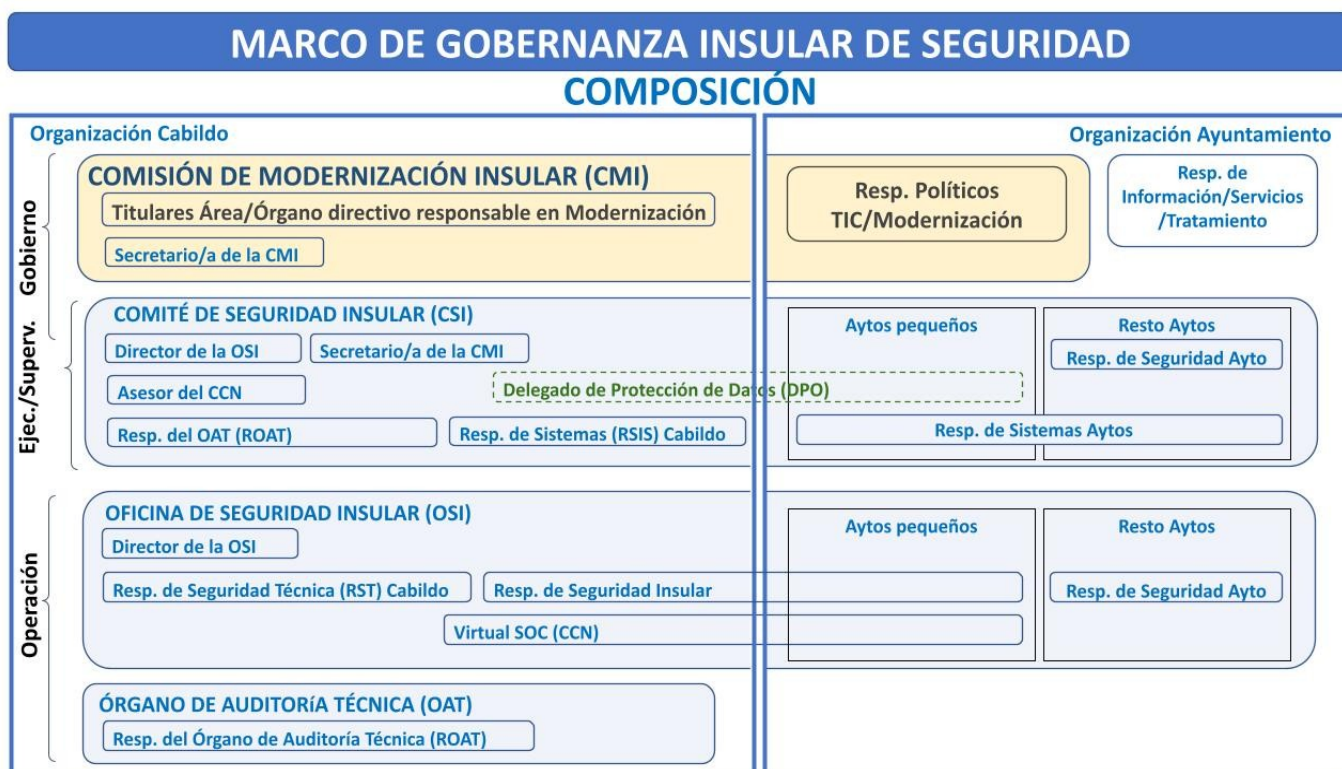 MARCO DE GOBERNANZA INSULAR DE SEGURIDAD
COMPOSICIÓN
Organización Cabildo
Organización Ayuntamiento
Gobierno
COMISIÓN DE MODERNIZACIÓN INSULAR (CMI)
Titulares Área/Órgano directivo responsable en Modernización
Secretario/a de la CMI
Resp. Políticos
TIC/Modernización
Resp. de
Información/Servicios
/Tratamiento
Ejec./Superv.
COMITÉ DE SEGURIDAD INSULAR (CSI)
Director de la OSI
Secretario/a de la CMI
Asesor del CCN
Delegado de Protección de Datos (DPO)
Resp. del OAT (ROAT)
Resp. de Sistemas (RSIS) Cabildo
Aytos pequeños
Resto Aytos
Resp. de Seguridad Ayto
Resp. de Sistemas Aytos
Operación
OFICINA DE SEGURIDAD INSULAR (OSI)
Director de la OSI
Resp. de Seguridad Técnica (RST) Cabildo
Resp. de Seguridad Insular
Virtual SOC (CCN)
Aytos pequeños
Resto Aytos
Resp. de Seguridad Ayto
ÓRGANO DE AUDITORíA TÉCNICA (OAT)
Resp. del Órgano de Auditoría Técnica (ROAT)